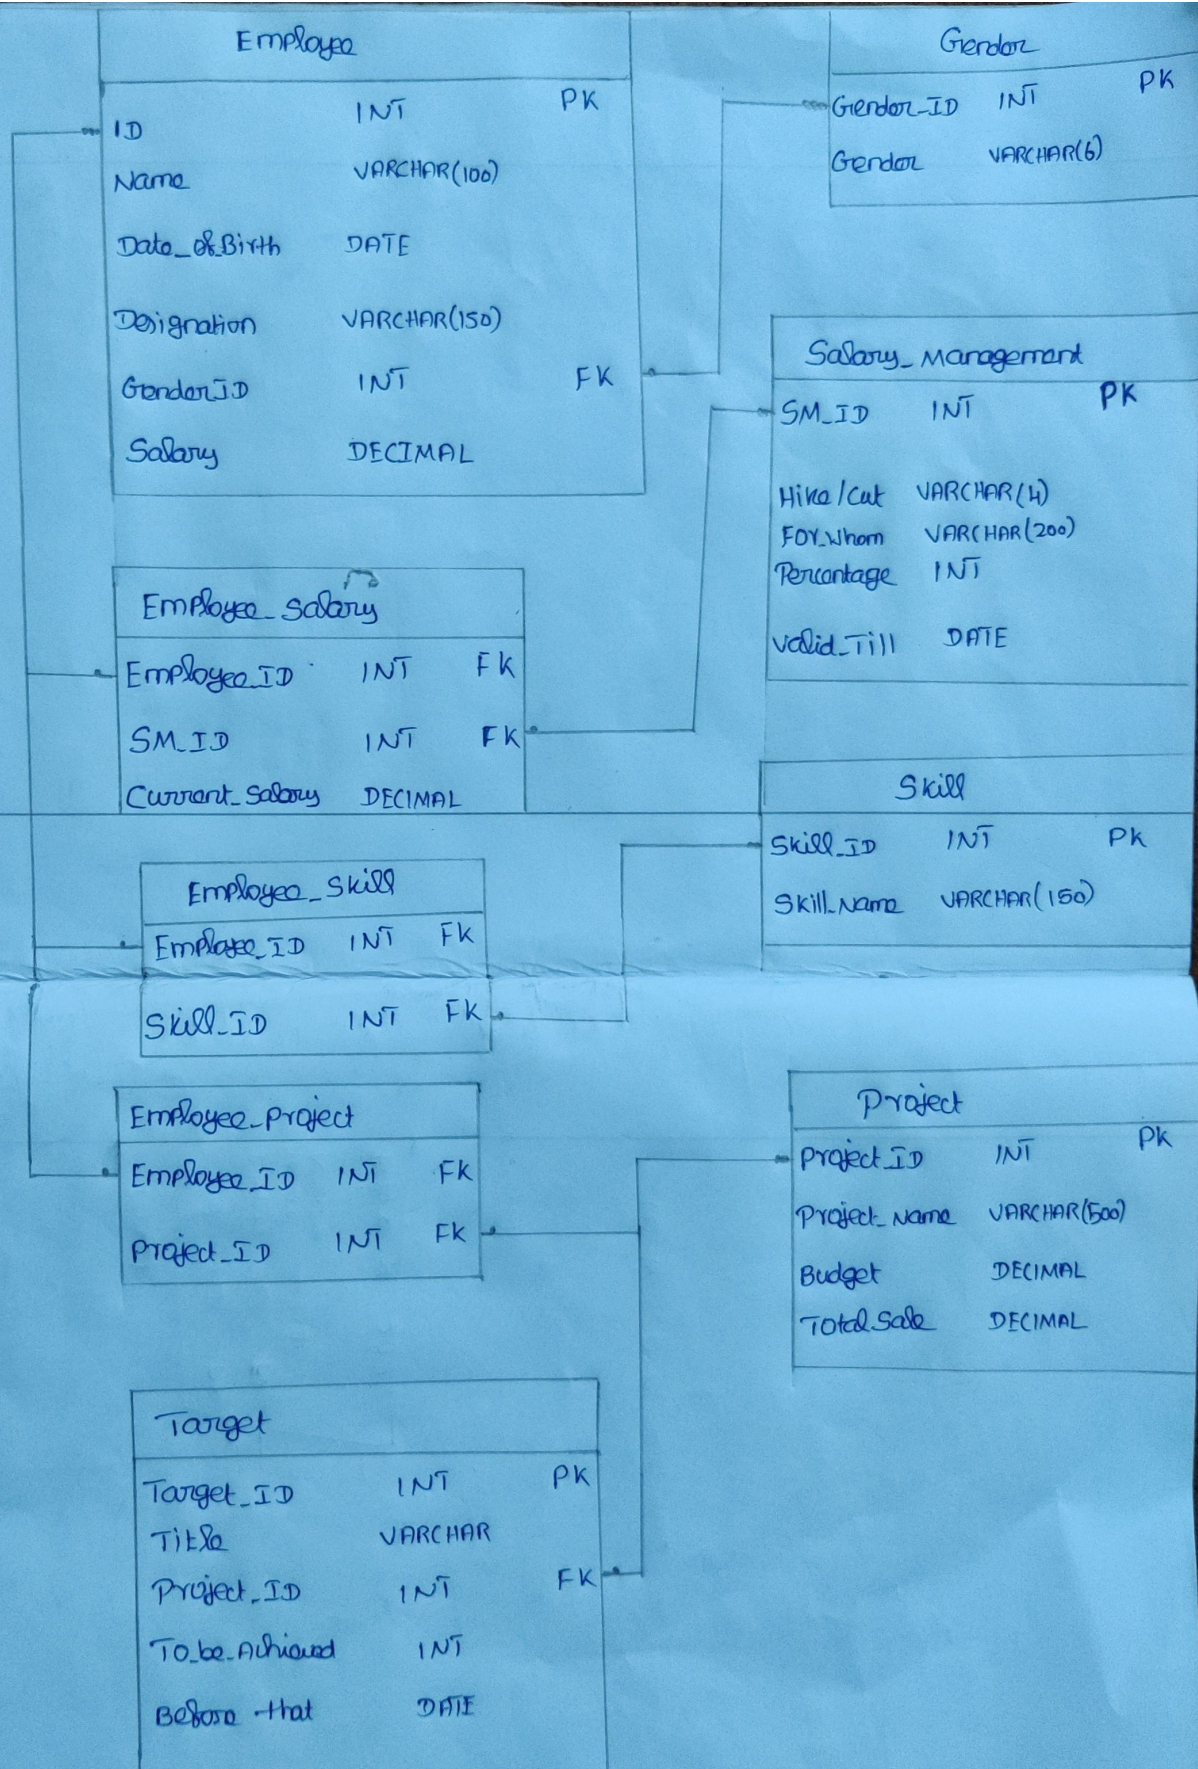 Employee
ID INT PK
Name VARCHAR(100)
Date_of_Birth DATE
Designation VARCHAR(150)
Gender_ID INT FK
Salary DECIMAL
Gender
Gender_ID INT PK
Gender VARCHAR(6)
Salary_Management
SM_ID INT PK
Hike/Cut VARCHAR(4)
For_Whom VARCHAR(200)
Percentage INT
Valid_Till DATE
Employee_Salary
Employee_ID INT FK
SM_ID INT FK
Current_Salary DECIMAL
Skill
Skill_ID INT PK
Skill_Name VARCHAR(150)
Employee_Skill
Employee_ID INT FK
Skill_ID INT FK
Employee_Project
Employee_ID INT FK
Project_ID INT FK
Project
Project_ID INT PK
Project_Name VARCHAR(500)
Budget DECIMAL
Total_Sale DECIMAL
Target
Target_ID INT PK
Title VARCHAR
Project_ID INT FK
To_be_Achieved INT
Before that DATE